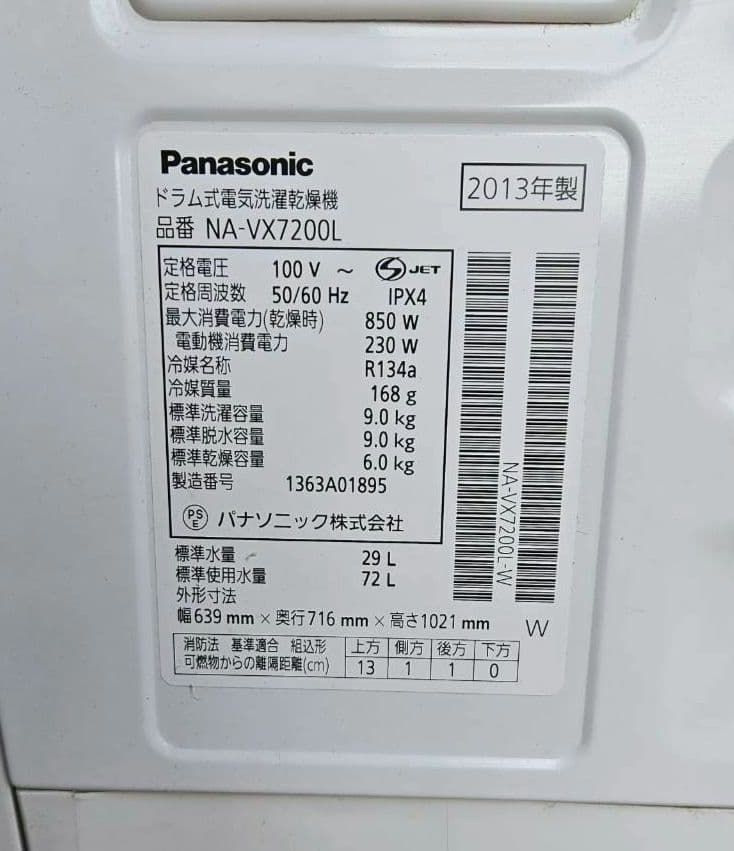 Panasonic
2013年製
ドラム式電気洗濯乾燥機
品番 NA-VX7200L
定格電圧 100 V ～ JET
定格周波数 50/60 Hz IPX4
最大消費電力(乾燥時) 850 W
電動機消費電力 230 W
冷媒名称 R134a
冷媒質量 168 g
標準洗濯容量 9.0 kg
標準脱水容量 9.0 kg
標準乾燥容量 6.0 kg
製造番号 1363A01895
PSE パナソニック株式会社
NA-VX7200L-W
標準水量 29 L
標準使用水量 72 L
外形寸法
幅639 mm × 奥行716 mm × 高さ1021 mm
W
消防法 基準適合 組込形 上方 側方 後方 下方
可燃物からの離隔距離(cm) 13 1 1 0